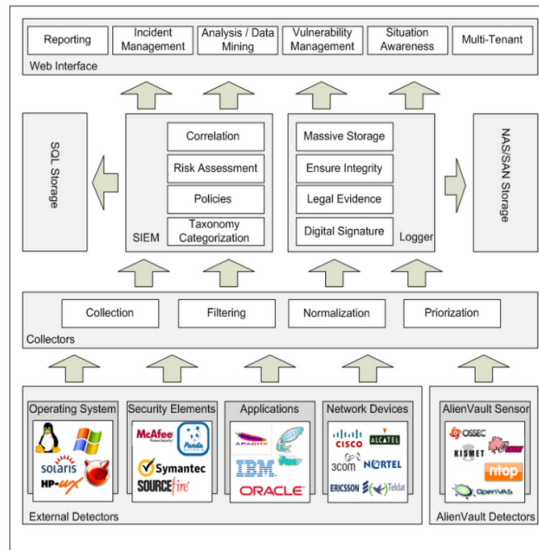 Reporting
Incident
Management
Analysis / Data
Mining
Vulnerability
Management
Situation
Awareness
Multi-Tenant
Web Interface
SQL Storage
Correlation
Risk Assessment
Policies
Taxonomy
Categorization
SIEM
Massive Storage
Ensure Integrity
Legal Evidence
Digital Signature
Logger
NAS/SAN Storage
Collection
Filtering
Normalization
Priorization
Collectors
Operating System
solaris
HP-UX
Security Elements
McAfee
Panda
Symantec
SOURCEfire
Applications
APACHE
IBM
ORACLE
Network Devices
CISCO
ALCATEL
3com
NORTEL
ERICSSON
Teldat
External Detectors
AlienVault Sensor
OSSEC
KISMET
ntop
OpenVAS
AlienVault Detectors